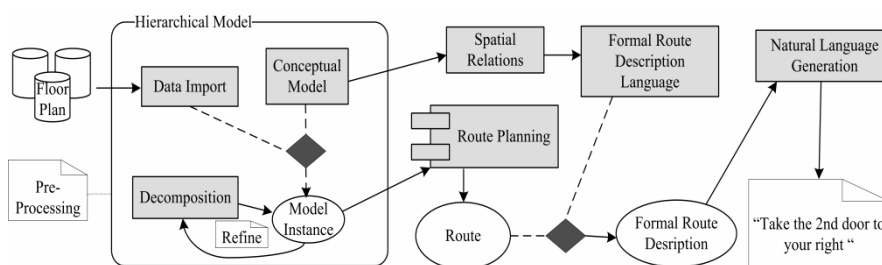 Hierarchical Model
Floor
Plan
Data Import
Conceptual
Model
Spatial
Relations
Formal Route
Description
Language
Natural Language
Generation
Route Planning
Pre-
Processing
Decomposition
Refine
Model
Instance
Route
Formal Route
Desription
“Take the 2nd door to
your right “